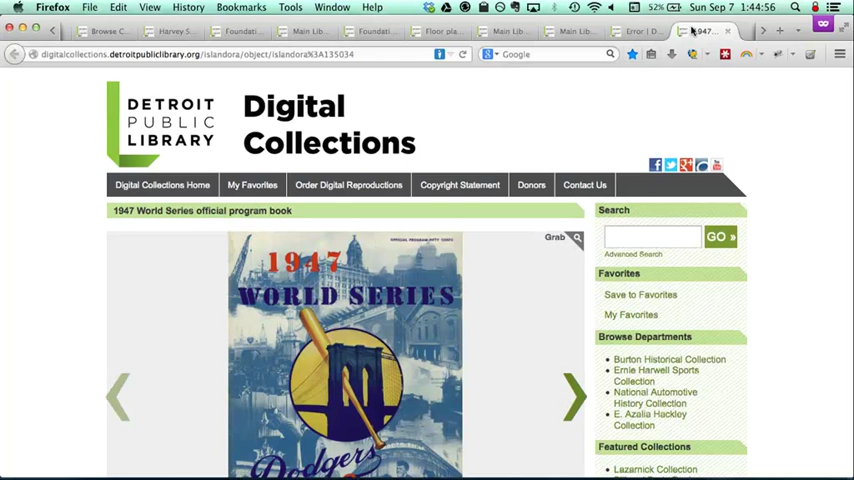 Firefox File Edit View History Bookmarks Tools Window Help 52% Sun Sep 7 1:44:56
Browse C... Harvey S... Foundati... Main Lib... Foundati... Floor pla... Main Lib... Main Lib... Error | D... 1947...
digitalcollections.detroitpubliclibrary.org/islandora/object/islandora%3A135034 Google
DETROIT
PUBLIC
LIBRARY
Digital
Collections
Digital Collections Home My Favorites Order Digital Reproductions Copyright Statement Donors Contact Us
1947 World Series official program book
Grab
1947
WORLD SERIES
Dodgers
Search
GO »
Advanced Search
Favorites
Save to Favorites
My Favorites
Browse Departments
Burton Historical Collection
Ernie Harwell Sports
Collection
National Automotive
History Collection
E. Azalia Hackley
Collection
Featured Collections
Lazarnick Collection